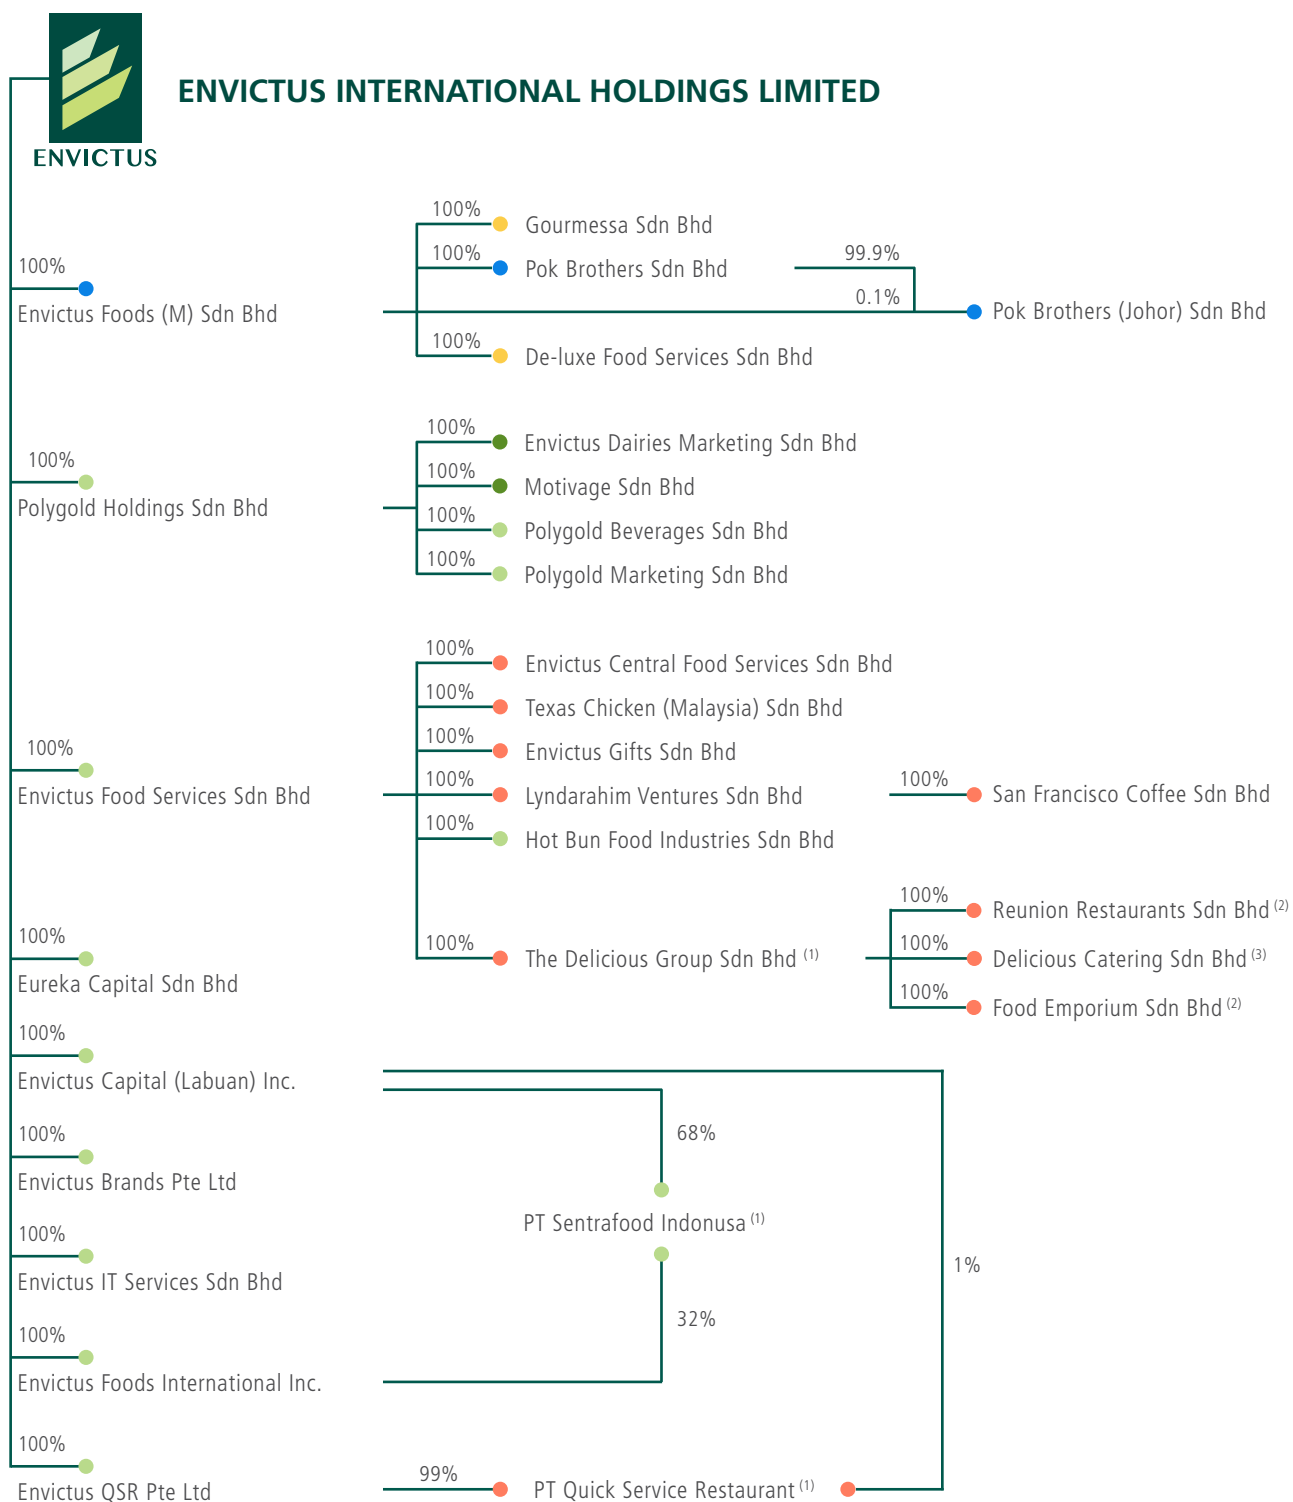 ENVICTUS INTERNATIONAL HOLDINGS LIMITED
ENVICTUS
100%
Envictus Foods (M) Sdn Bhd
100%
Gourmessa Sdn Bhd
100%
Pok Brothers Sdn Bhd
99.9%
0.1%
Pok Brothers (Johor) Sdn Bhd
100%
De-luxe Food Services Sdn Bhd
100%
Polygold Holdings Sdn Bhd
100%
Envictus Dairies Marketing Sdn Bhd
100%
Motivage Sdn Bhd
100%
Polygold Beverages Sdn Bhd
100%
Polygold Marketing Sdn Bhd
100%
Envictus Food Services Sdn Bhd
100%
Envictus Central Food Services Sdn Bhd
100%
Texas Chicken (Malaysia) Sdn Bhd
100%
Envictus Gifts Sdn Bhd
100%
Lyndarahim Ventures Sdn Bhd
100%
San Francisco Coffee Sdn Bhd
100%
Hot Bun Food Industries Sdn Bhd
100%
The Delicious Group Sdn Bhd (1)
100%
Reunion Restaurants Sdn Bhd (2)
100%
Delicious Catering Sdn Bhd (3)
100%
Food Emporium Sdn Bhd (2)
100%
Eureka Capital Sdn Bhd
100%
Envictus Capital (Labuan) Inc.
68%
100%
Envictus Brands Pte Ltd
PT Sentrafood Indonusa (1)
100%
Envictus IT Services Sdn Bhd
1%
32%
100%
Envictus Foods International Inc.
100%
Envictus QSR Pte Ltd
99%
PT Quick Service Restaurant (1)